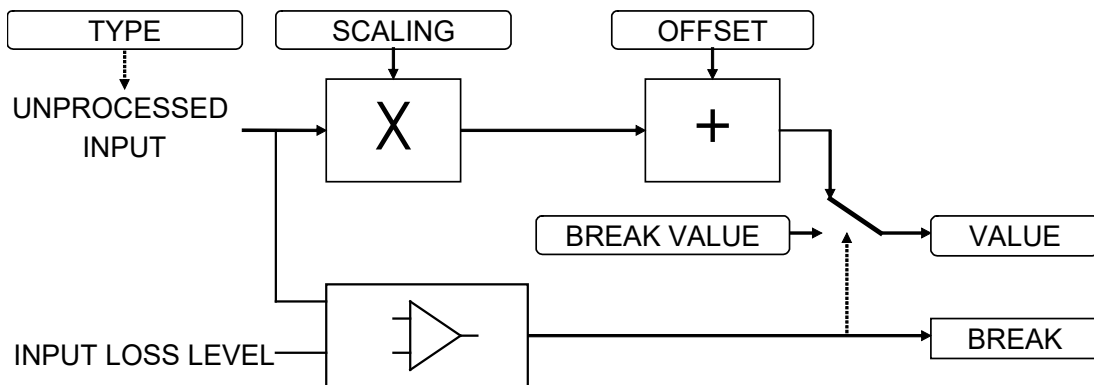 TYPE
SCALING
OFFSET
UNPROCESSED
INPUT
X
+
BREAK VALUE
VALUE
INPUT LOSS LEVEL
BREAK